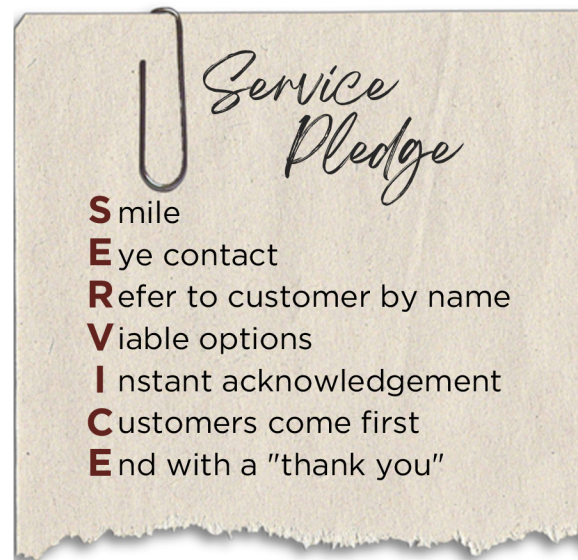 Service
Pledge
Smile
Eye contact
Refer to customer by name
Viable options
Instant acknowledgement
Customers come first
End with a "thank you"